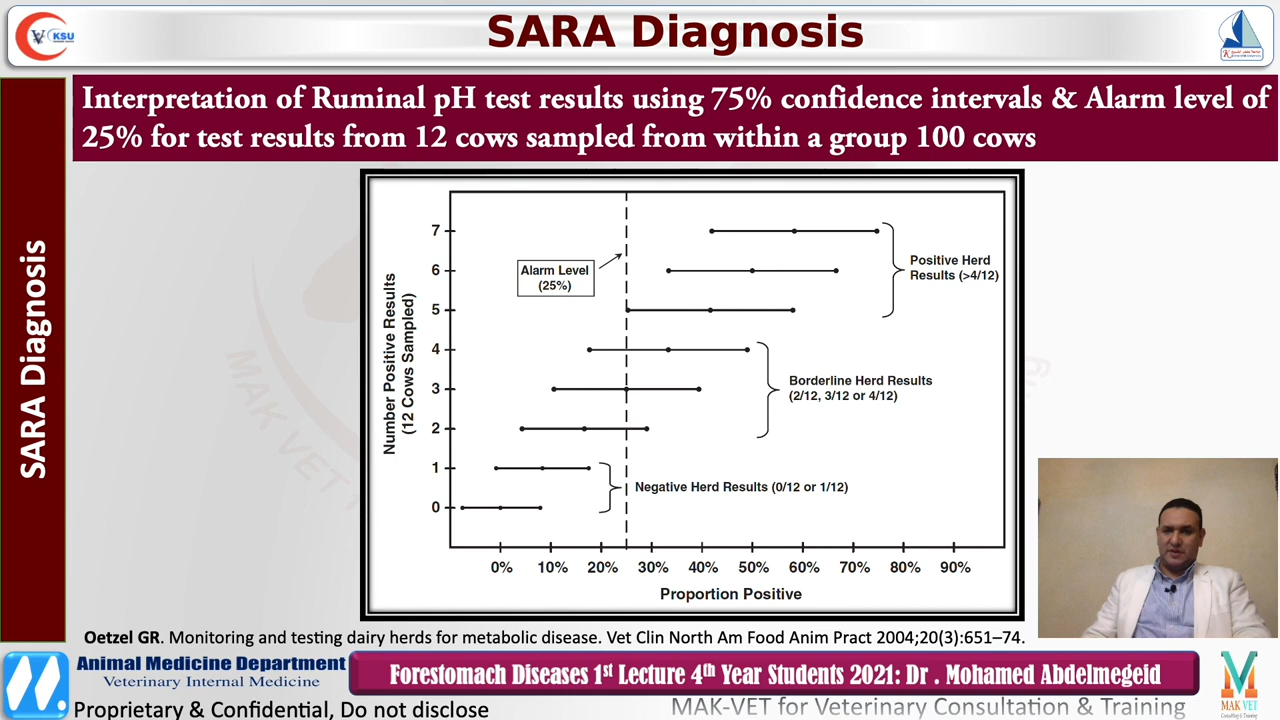 SARA Diagnosis
KSU
Interpretation of Ruminal pH test results using 75% confidence intervals & Alarm level of
25% for test results from 12 cows sampled from within a group 100 cows
SARA Diagnosis
Number Positive Results
(12 Cows Sampled)
7
6
5
4
3
2
1
0
Alarm Level
(25%)
Positive Herd
Results (>4/12)
Borderline Herd Results
(2/12, 3/12 or 4/12)
Negative Herd Results (0/12 or 1/12)
0% 10% 20% 30% 40% 50% 60% 70% 80% 90%
Proportion Positive
MAK VET
Oetzel GR. Monitoring and testing dairy herds for metabolic disease. Vet Clin North Am Food Anim Pract 2004;20(3):651–74.
Animal Medicine Department
Veterinary Internal Medicine
Forestomach Diseases 1st Lecture 4th Year Students 2021: Dr . Mohamed Abdelmegeid
Proprietary & Confidential, Do not disclose
MAK-VET for Veterinary Consultation & Training
MAK VET
Consulting & Training